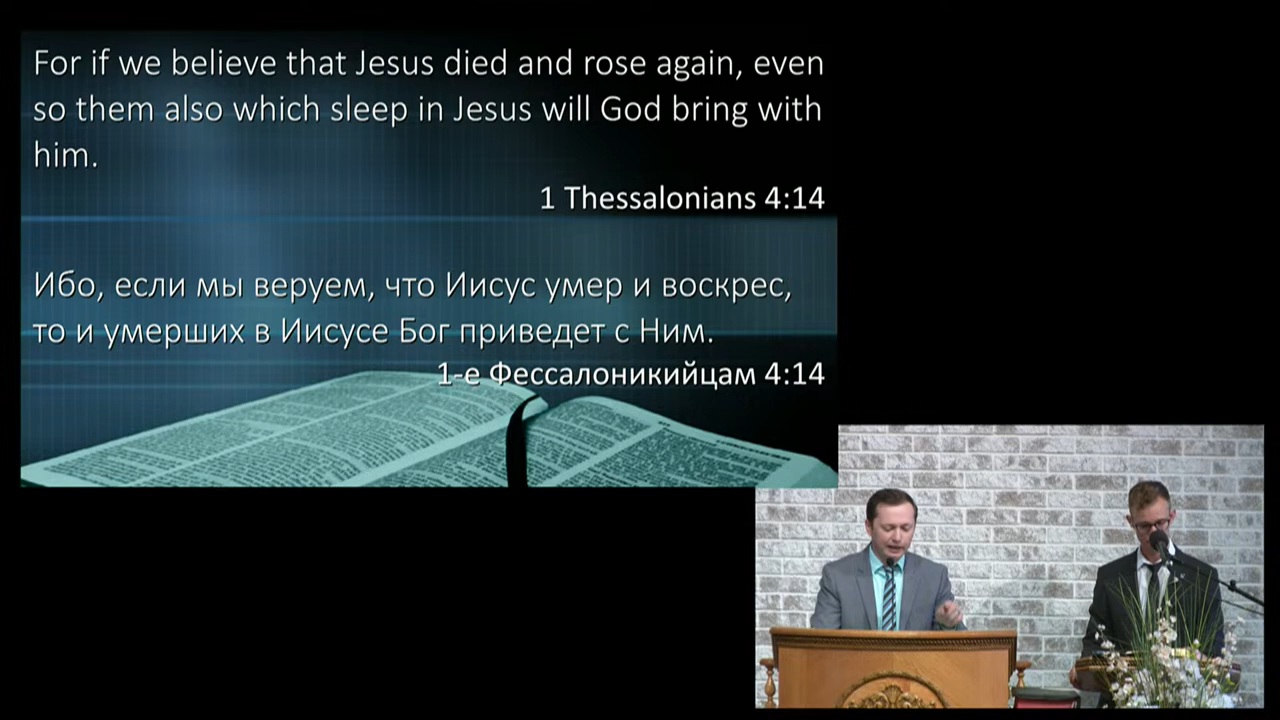 For if we believe that Jesus died and rose again, even
so them also which sleep in Jesus will God bring with
him.
1 Thessalonians 4:14
Ибо, если мы веруем, что Иисус умер и воскрес,
то и умерших в Иисусе Бог приведет с Ним.
1-е Фессалоникийцам 4:14